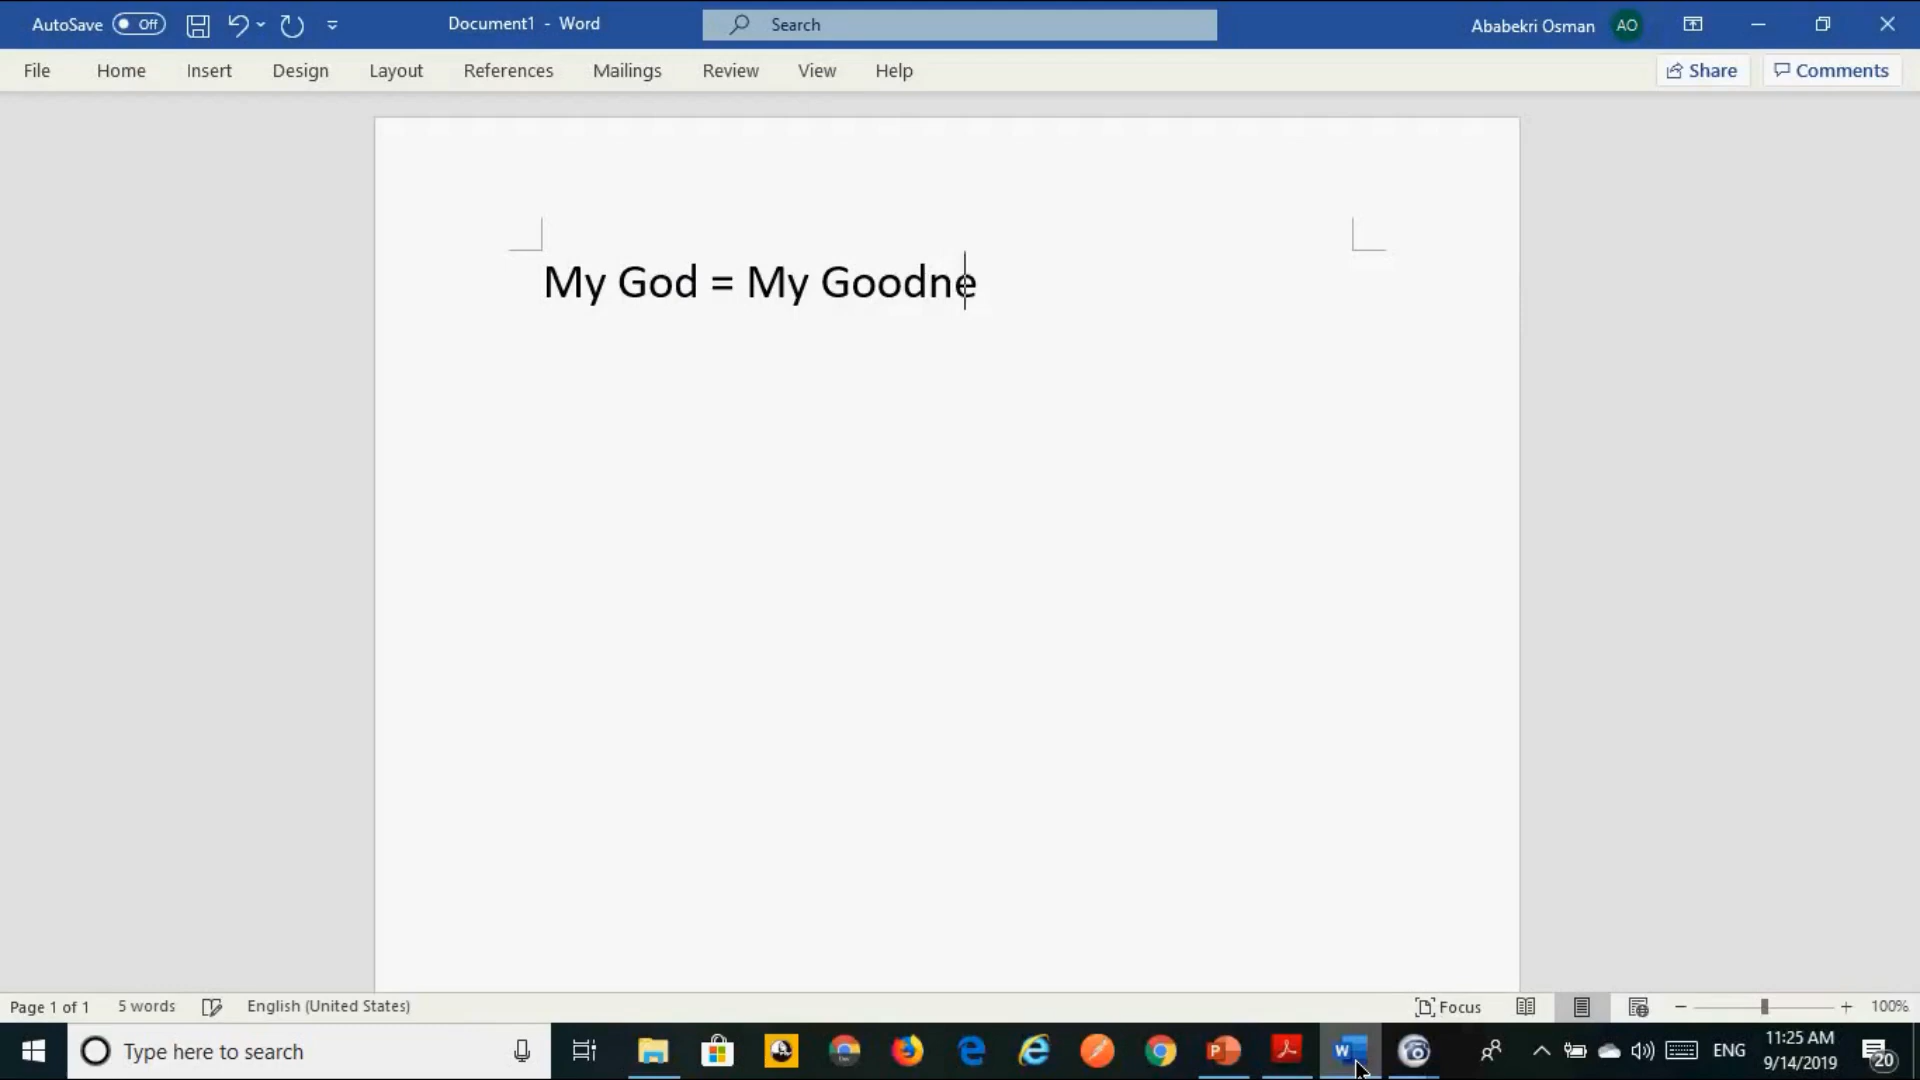 AutoSave Off Document1 - Word Search Ababekri Osman AO
File Home Insert Design Layout References Mailings Review View Help Share Comments
My God = My Goodne
Page 1 of 1 5 words English (United States) Focus 100%
Type here to search ENG 11:25 AM
9/14/2019 20